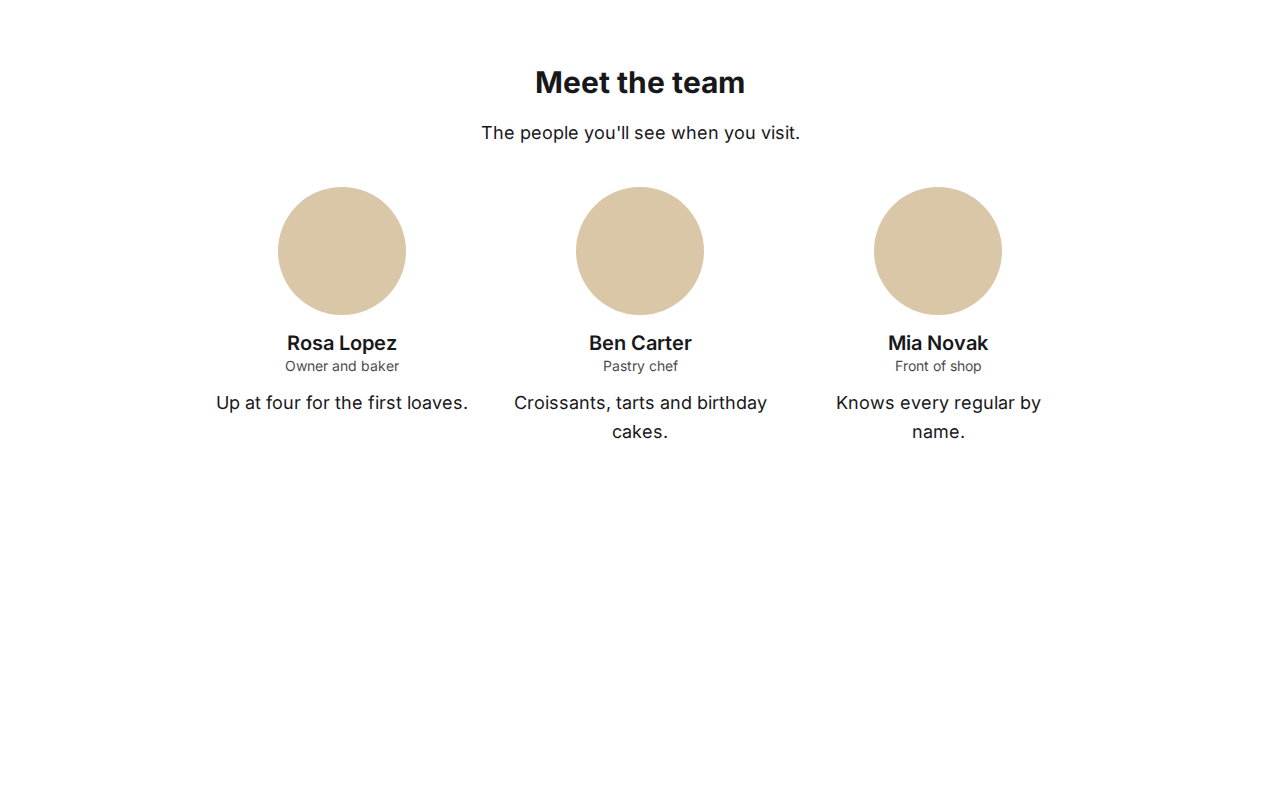 Meet the team
The people you'll see when you visit.
Rosa Lopez
Owner and baker
Up at four for the first loaves.
Ben Carter
Pastry chef
Croissants, tarts and birthday
cakes.
Mia Novak
Front of shop
Knows every regular by
name.